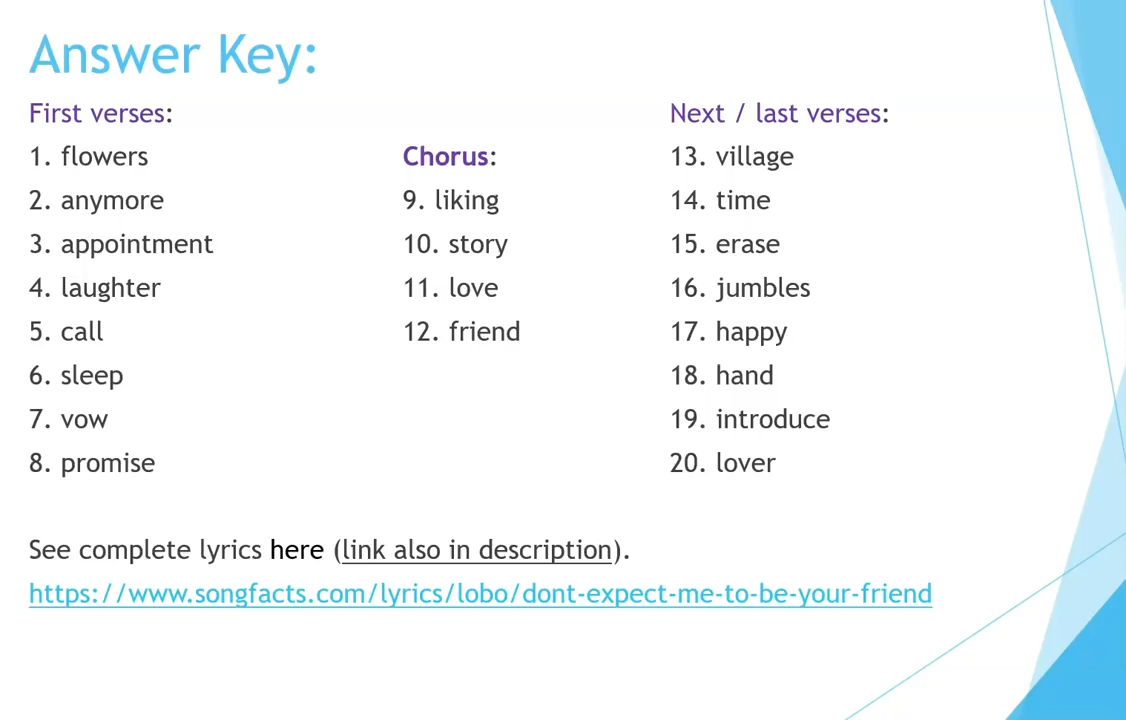 Answer Key:
First verses:
1. flowers
2. anymore
3. appointment
4. laughter
5. call
6. sleep
7. vow
8. promise
Chorus:
9. liking
10. story
11. love
12. friend
Next / last verses:
13. village
14. time
15. erase
16. jumbles
17. happy
18. hand
19. introduce
20. lover
See complete lyrics here (link also in description).
https://www.songfacts.com/lyrics/lobo/dont-expect-me-to-be-your-friend